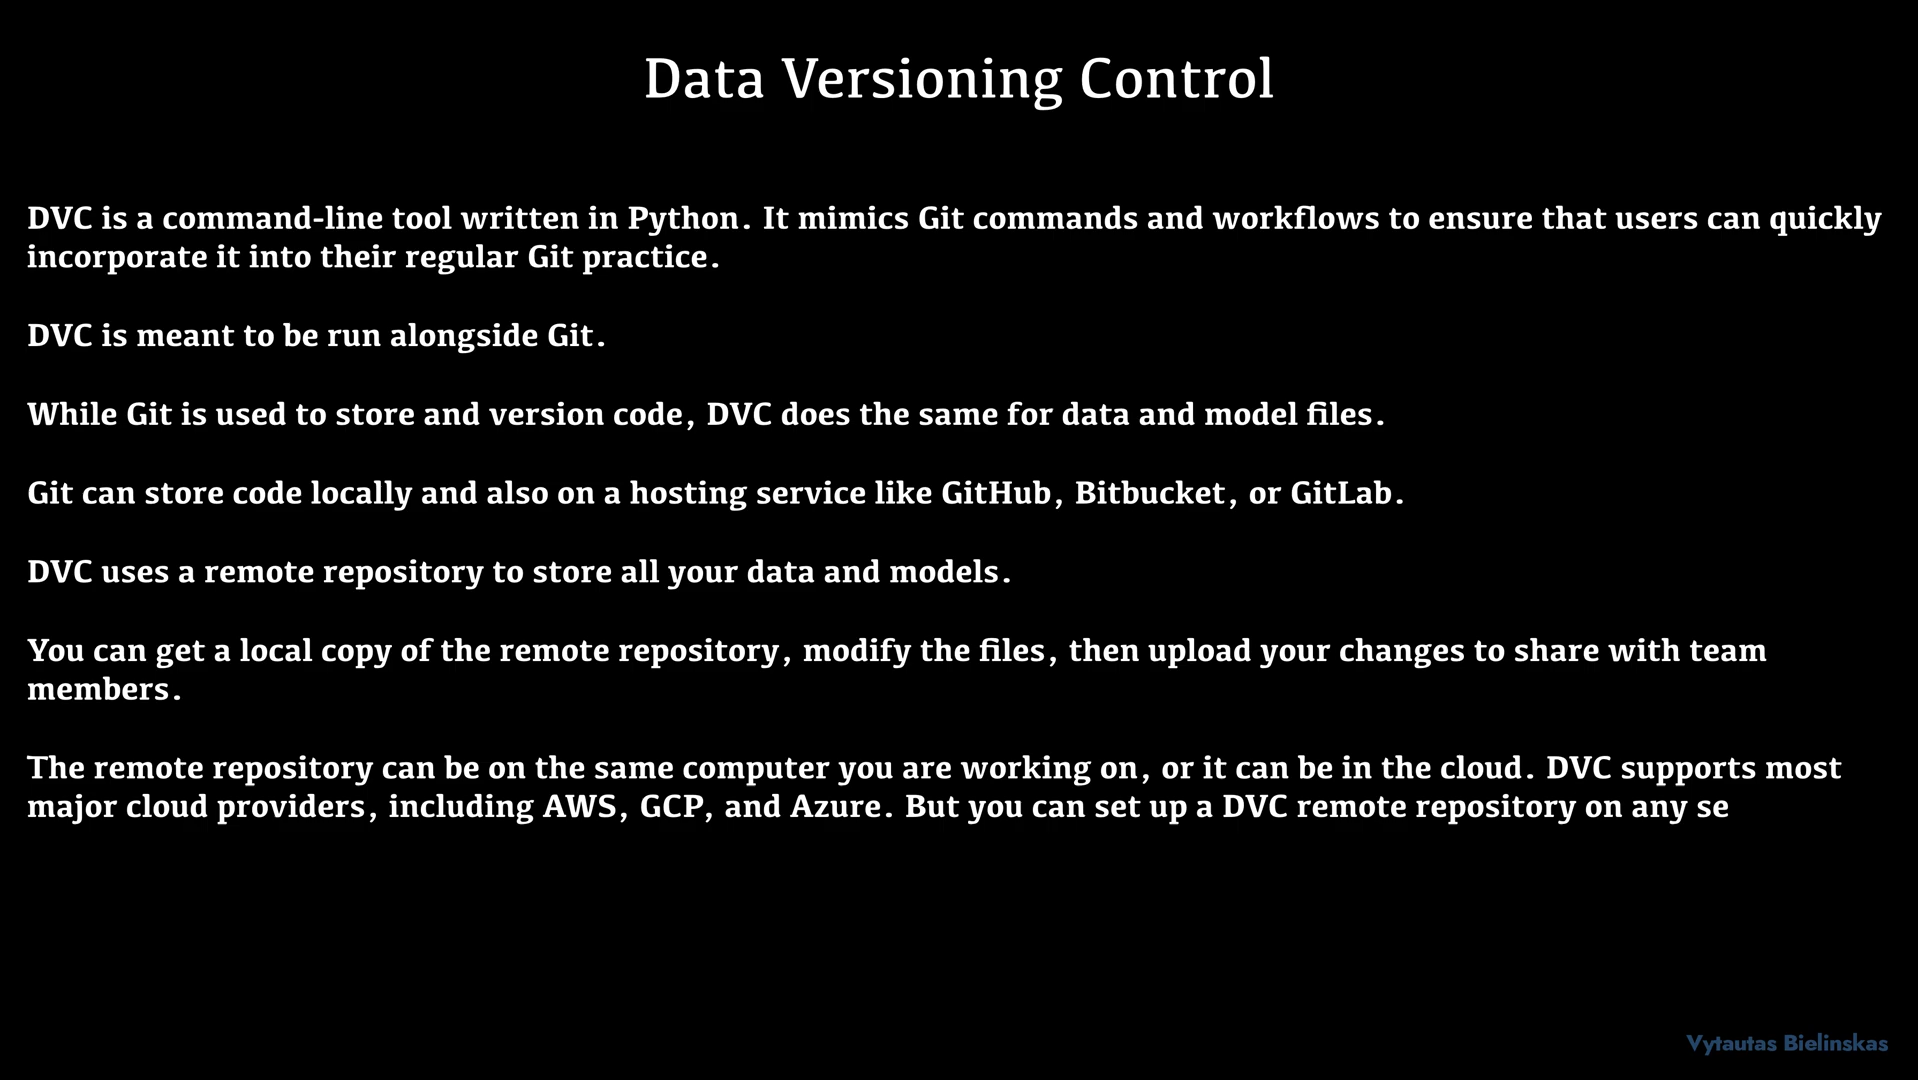 Data Versioning Control
DVC is a command-line tool written in Python. It mimics Git commands and workflows to ensure that users can quickly
incorporate it into their regular Git practice.
DVC is meant to be run alongside Git.
While Git is used to store and version code, DVC does the same for data and model files.
Git can store code locally and also on a hosting service like GitHub, Bitbucket, or GitLab.
DVC uses a remote repository to store all your data and models.
You can get a local copy of the remote repository, modify the files, then upload your changes to share with team
members.
The remote repository can be on the same computer you are working on, or it can be in the cloud. DVC supports most
major cloud providers, including AWS, GCP, and Azure. But you can set up a DVC remote repository on any se
Vytautas Bielinskas